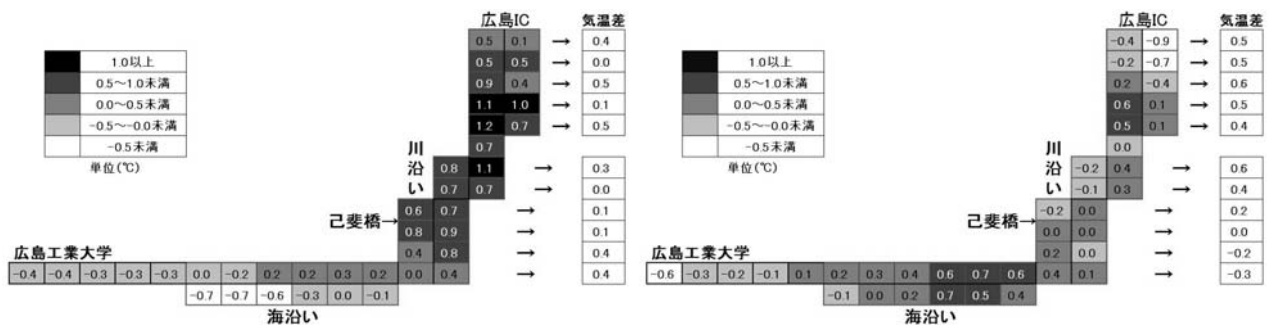 広島IC 気温差
0.5 0.1 → 0.4
1.0以上
0.5 0.5 → 0.0
0.5～1.0未満
0.9 0.4 → 0.5
0.0～0.5未満
1.1 1.0 → 0.1
-0.5～-0.0未満
1.2 0.7 → 0.5
-0.5未満
0.7
単位(℃)
川沿い
0.8 1.1 → 0.3
0.7 0.7 → 0.0
己斐橋→
0.6 0.7 → 0.1
0.8 0.9 → 0.1
広島工業大学
0.4 0.8 → 0.4
-0.4 -0.4 -0.3 -0.3 -0.3 0.0 -0.2 0.2 0.2 0.3 0.2 0.0 0.4 → 0.4
-0.7 -0.7 -0.6 -0.3 0.0 -0.1
海沿い
広島IC 気温差
-0.4 -0.9 → 0.5
1.0以上
-0.2 -0.7 → 0.5
0.5～1.0未満
0.2 -0.4 → 0.6
0.0～0.5未満
0.6 0.1 → 0.5
-0.5～-0.0未満
0.5 0.1 → 0.4
-0.5未満
0.0
単位(℃)
川沿い
-0.2 0.4 → 0.6
-0.1 0.3 → 0.4
己斐橋→
-0.2 0.0 → 0.2
0.0 0.0 → 0.0
広島工業大学
0.2 0.0 → -0.2
-0.6 -0.3 -0.2 -0.1 0.1 0.2 0.3 0.4 0.6 0.7 0.6 0.4 0.1 → -0.3
-0.1 0.0 0.2 0.7 0.5 0.4
海沿い